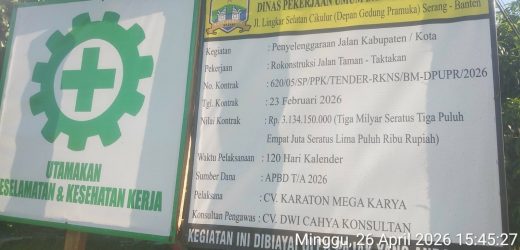 UTAMAKAN
KESELAMATAN & KESEHATAN KERJA
DINAS PEKERJAAN UMUM
Jl. Lingkar Selatan Cikulur (Depan Gedung Pramuka) Serang - Banten
Kegiatan : Penyelenggaraan Jalan Kabupaten / Kota
Pekerjaan : Rokonstruksi Jalan Taman - Taktakan
No. Kontrak : 620/05/SP/PPK/TENDER-RKNS/BM-DPUPR/2026
Tgl. Kontrak : 23 Februari 2026
Nilai Kontrak : Rp. 3.134.150.000 (Tiga Milyar Seratus Tiga Puluh
Empat Juta Seratus Lima Puluh Ribu Rupiah)
Waktu Pelaksanaan : 120 Hari Kalender
Sumber Dana : APBD T/A 2026
Pelaksana : CV. KARATON MEGA KARYA
Konsultan Pengawas : CV. DWI CAHYA KONSULTAN
KEGIATAN INI DIBIAYAI
Minggu, 26 April 2026 15:45:27